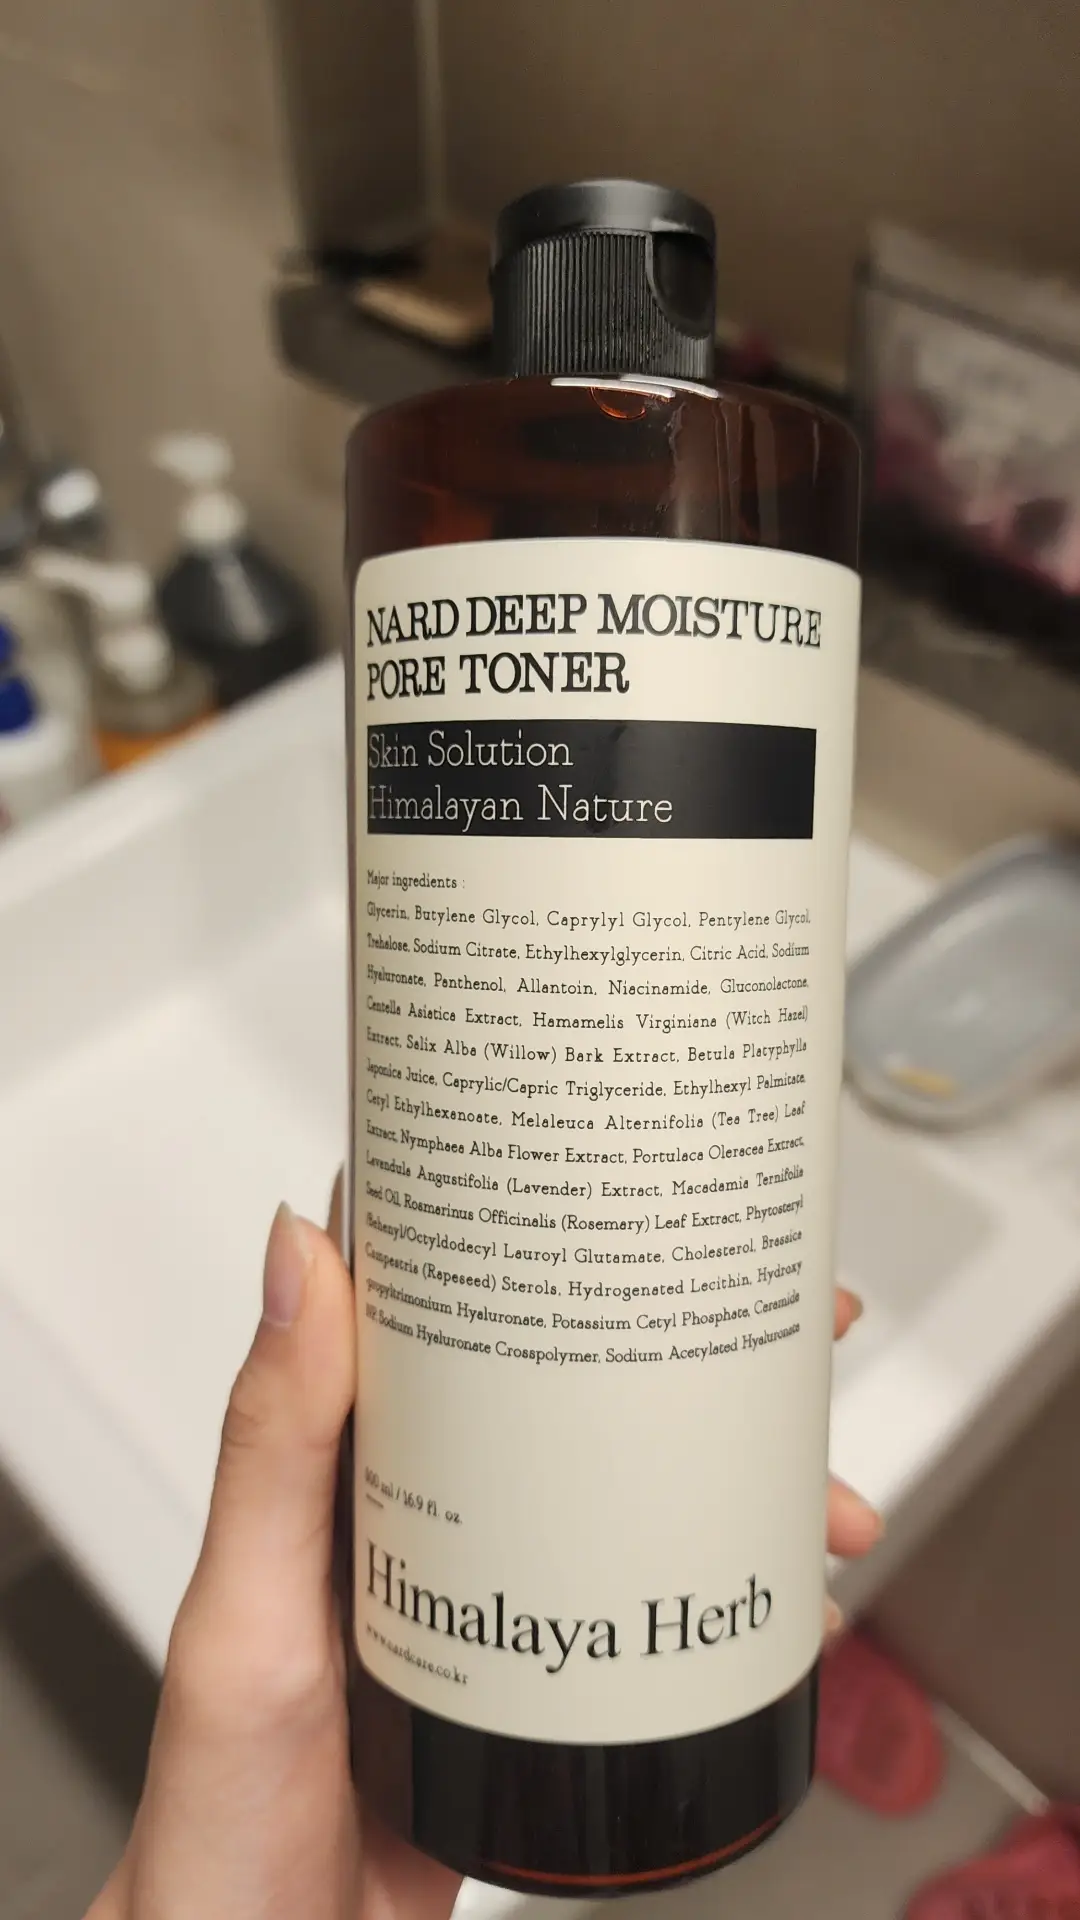 NARD DEEP MOISTURE
PORE TONER
Skin Solution
Himalayan Nature
Major ingredients :
Glycerin, Butylene Glycol, Caprylyl Glycol, Pentylene Glycol,
Trehalose, Sodium Citrate, Ethylhexylglycerin, Citric Acid, Sodium
Hyaluronate, Panthenol, Allantoin, Niacinamide, Gluconolactone,
Centella Asiatica Extract, Hamamelis Virginiana (Witch Hazel)
Extract, Salix Alba (Willow) Bark Extract, Betula Platyphylla
Japonica Juice, Caprylic/Capric Triglyceride, Ethylhexyl Palmitate,
Cetyl Ethylhexanoate, Melaleuca Alternifolia (Tea Tree) Leaf
Extract, Nymphaea Alba Flower Extract, Portulaca Oleracea Extract,
Lavandula Angustifolia (Lavender) Extract, Macadamia Ternifolia
Seed Oil, Rosmarinus Officinalis (Rosemary) Leaf Extract, Phytosteryl
/Behenyl/Octyldodecyl Lauroyl Glutamate, Cholesterol, Brassica
Campestris (Rapeseed) Sterols, Hydrogenated Lecithin, Hydroxy
-propyltrimonium Hyaluronate, Potassium Cetyl Phosphate, Ceramide
NP, Sodium Hyaluronate Crosspolymer, Sodium Acetylated Hyaluronate
500 ml / 16.9 fl. oz.
Himalaya Herb
www.nardcare.co.kr